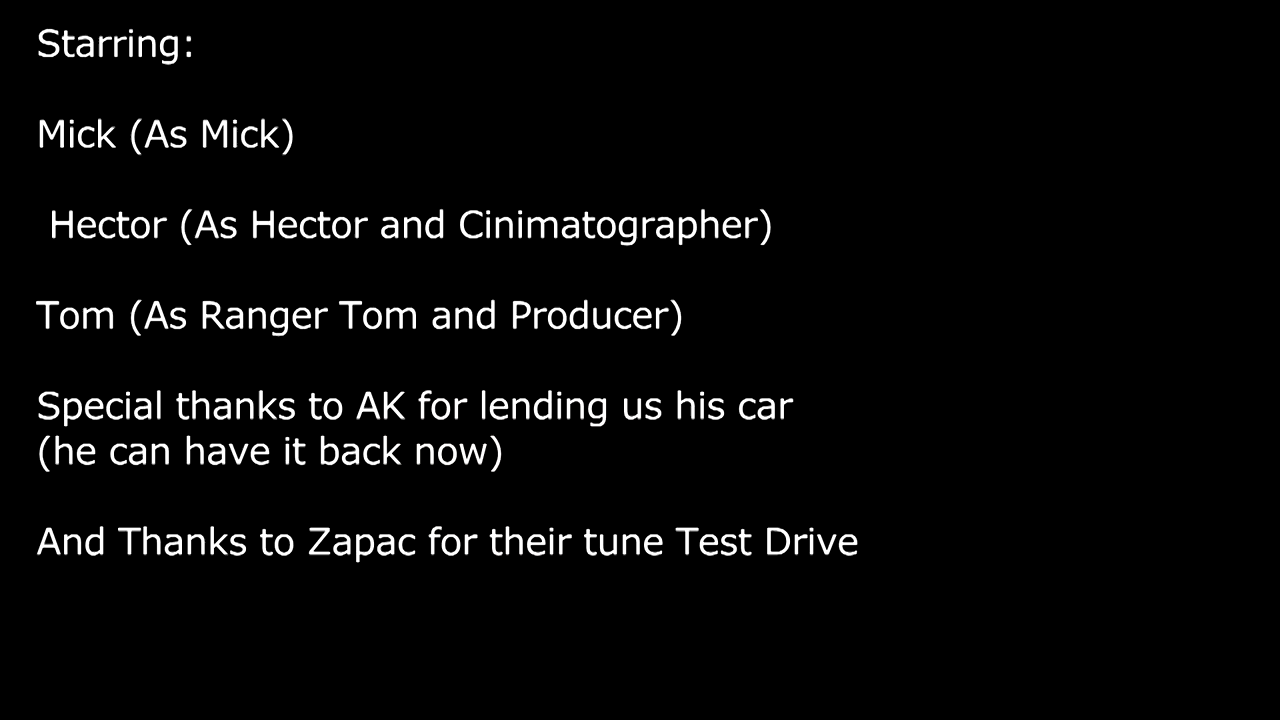 Starring:
Mick (As Mick)
Hector (As Hector and Cinimatographer)
Tom (As Ranger Tom and Producer)
Special thanks to AK for lending us his car
(he can have it back now)
And Thanks to Zapac for their tune Test Drive